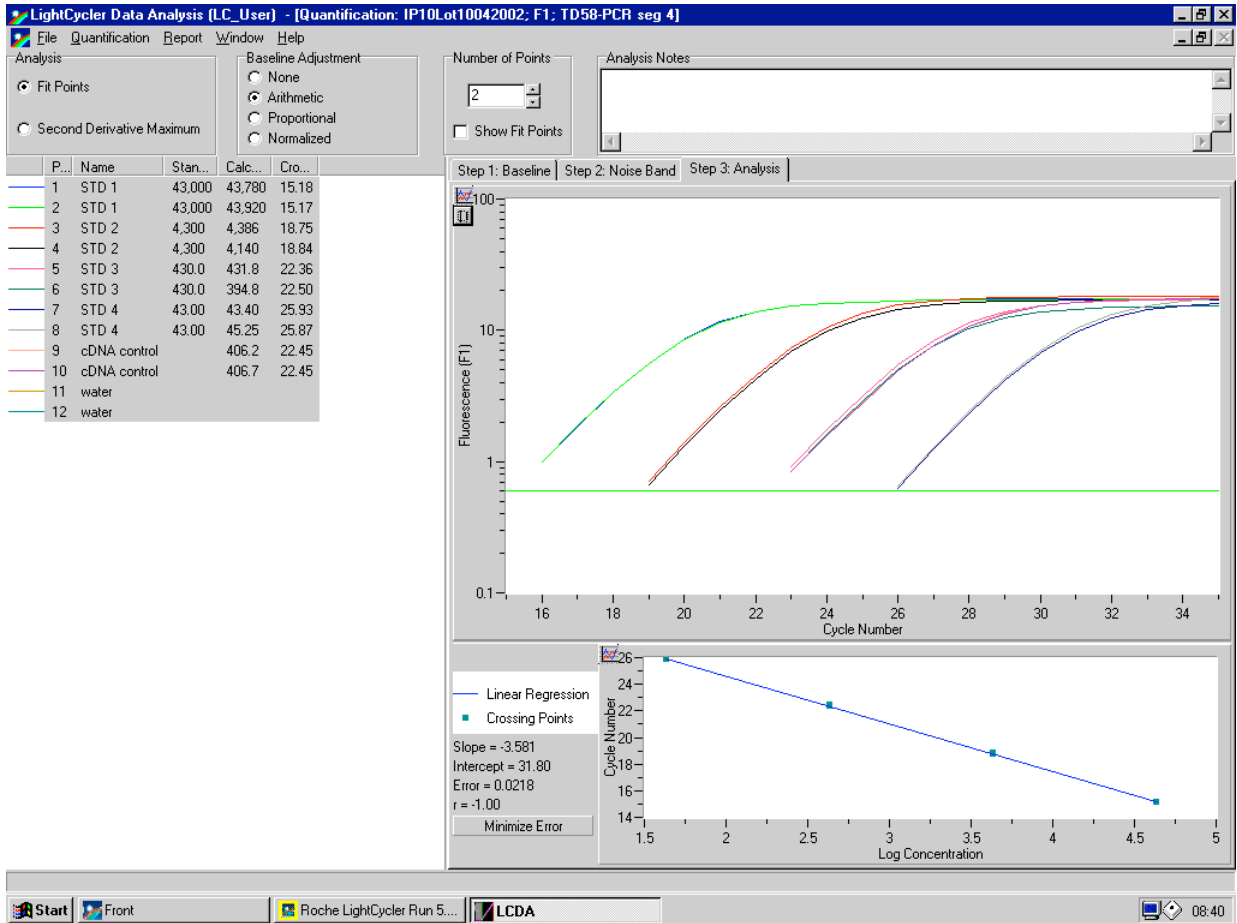 LightCycler Data Analysis (LC_User)  - [Quantification: IP10Lot10042002; F1; TD58-PCR seg 4]
File Quantification Report Window Help
Analysis
Fit Points
Second Derivative Maximum
Baseline Adjustment
None
Arithmetic
Proportional
Normalized
Number of Points
2
Show Fit Points
Analysis Notes
P... Name Stan... Calc... Cro...
1 STD 1 43,000 43,780 15.18
2 STD 1 43,000 43,920 15.17
3 STD 2 4,300 4,386 18.75
4 STD 2 4,300 4,140 18.84
5 STD 3 430.0 431.8 22.36
6 STD 3 430.0 394.8 22.50
7 STD 4 43.00 43.40 25.93
8 STD 4 43.00 45.25 25.87
9 cDNA control 406.2 22.45
10 cDNA control 406.7 22.45
11 water
12 water
Step 1: Baseline Step 2: Noise Band Step 3: Analysis
100
10
1
0.1
Fluorescence (F1)
16 18 20 22 24 26 28 30 32 34
Cycle Number
Linear Regression
Crossing Points
Slope = -3.581
Intercept = 31.80
Error = 0.0218
r = -1.00
Minimize Error
26
24
22
20
18
16
14
Cycle Number
1.5 2 2.5 3 3.5 4 4.5 5
Log Concentration
Start Front Roche LightCycler Run 5.... LCDA 08:40